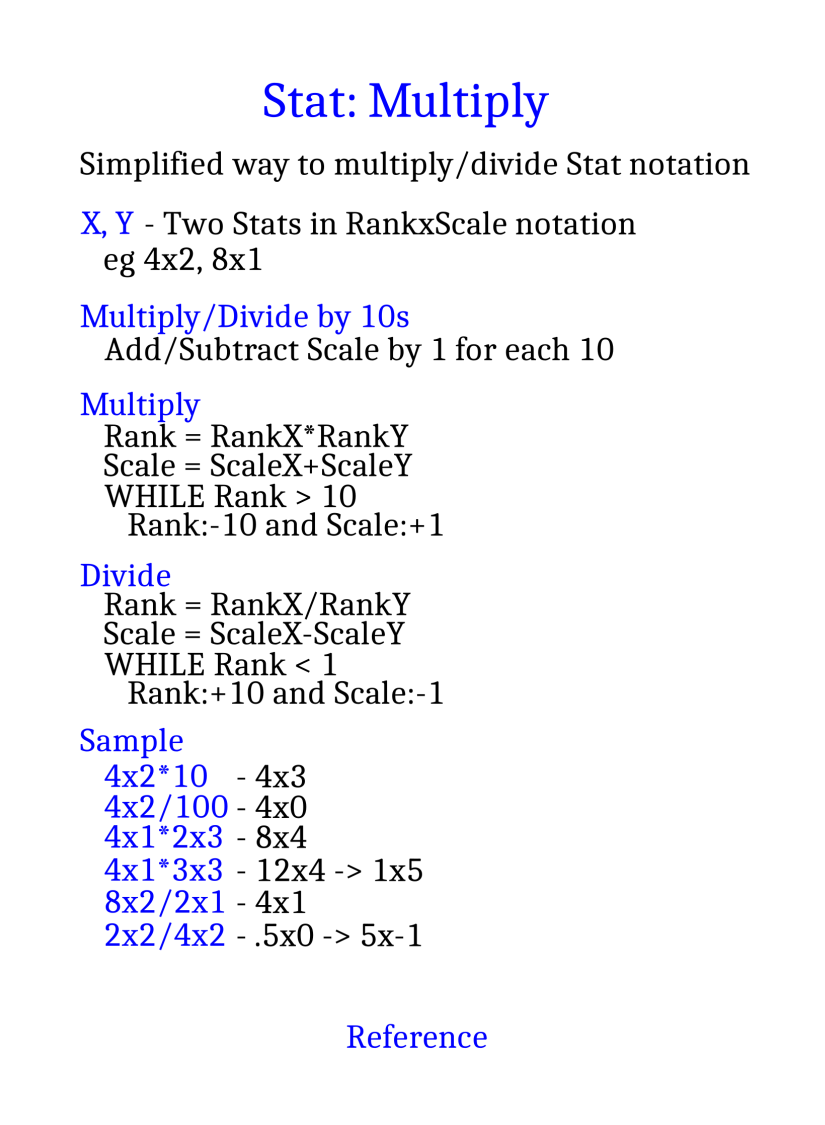 Stat: Multiply
Simplified way to multiply/divide Stat notation
X, Y - Two Stats in RankxScale notation
eg 4x2, 8x1
Multiply/Divide by 10s
Add/Subtract Scale by 1 for each 10
Multiply
Rank = RankX*RankY
Scale = ScaleX+ScaleY
WHILE Rank > 10
Rank:-10 and Scale:+1
Divide
Rank = RankX/RankY
Scale = ScaleX-ScaleY
WHILE Rank < 1
Rank:+10 and Scale:-1
Sample
4x2*10 - 4x3
4x2/100 - 4x0
4x1*2x3 - 8x4
4x1*3x3 - 12x4 -> 1x5
8x2/2x1 - 4x1
2x2/4x2 - .5x0 -> 5x-1
Reference